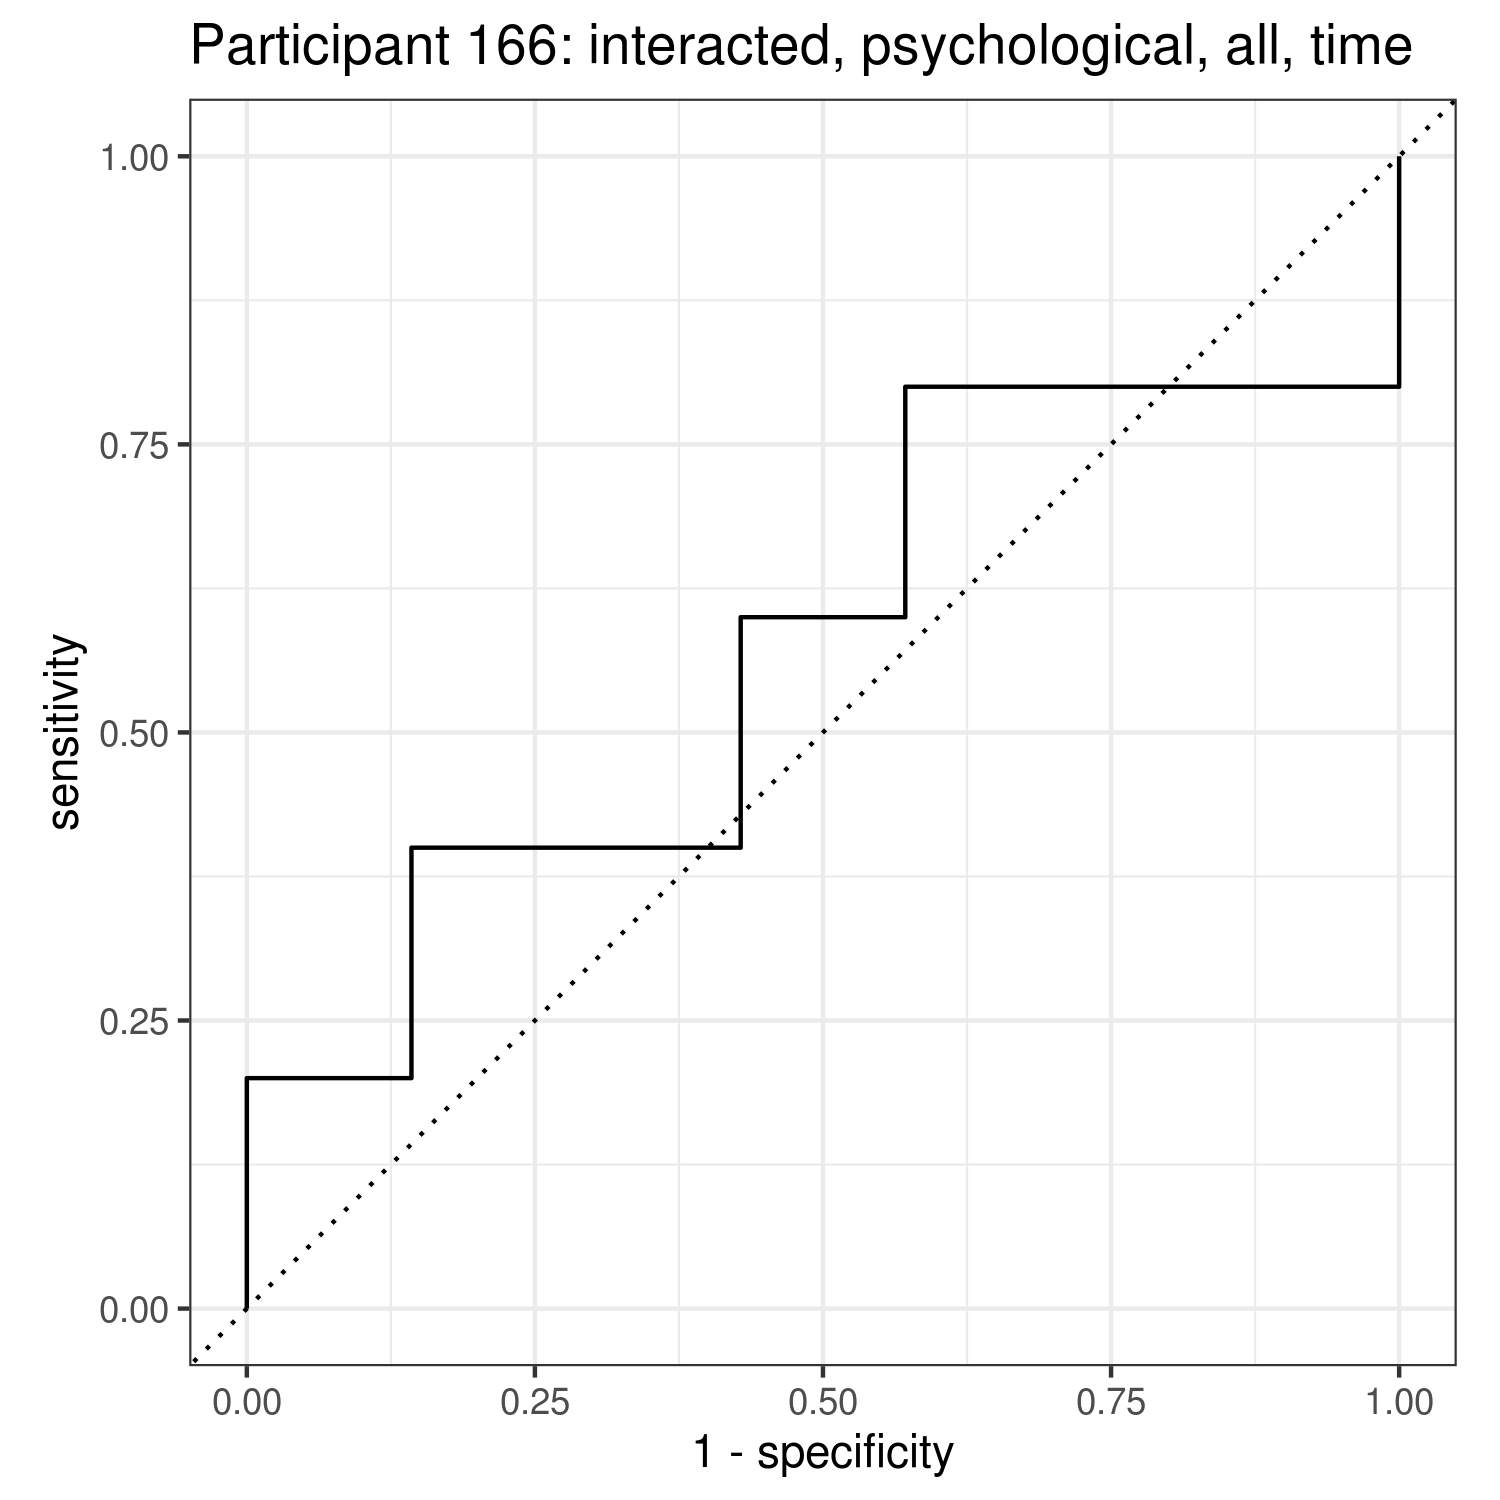 Participant 166: interacted, psychological, all, time
1.00
0.75
0.50
0.25
0.00
sensitivity
0.00 0.25 0.50 0.75 1.00
1 - specificity